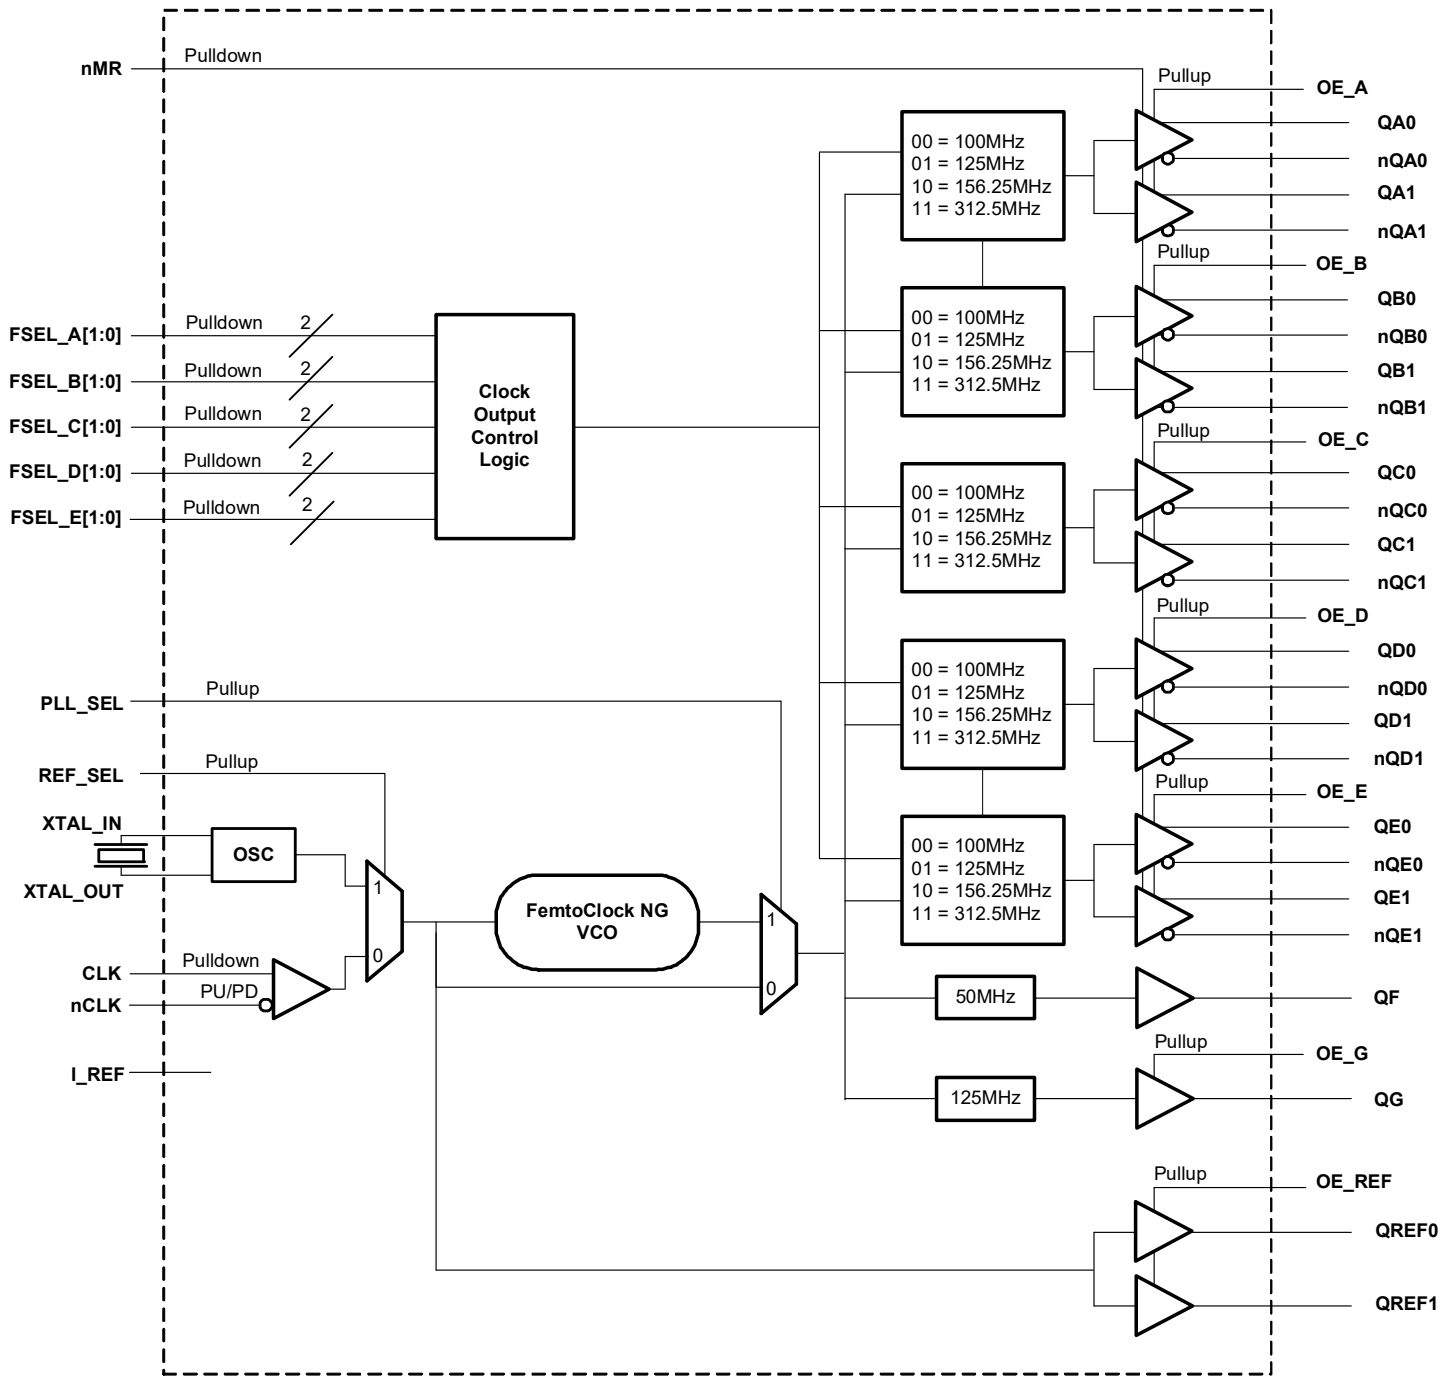 nMR
Pulldown
Pullup
OE_A
00 = 100MHz
01 = 125MHz
10 = 156.25MHz
11 = 312.5MHz
QA0
nQA0
QA1
nQA1
Pullup
OE_B
00 = 100MHz
01 = 125MHz
10 = 156.25MHz
11 = 312.5MHz
QB0
nQB0
QB1
nQB1
FSEL_A[1:0]
Pulldown
2
FSEL_B[1:0]
Pulldown
2
FSEL_C[1:0]
Pulldown
2
FSEL_D[1:0]
Pulldown
2
FSEL_E[1:0]
Pulldown
2
Clock
Output
Control
Logic
Pullup
OE_C
00 = 100MHz
01 = 125MHz
10 = 156.25MHz
11 = 312.5MHz
QC0
nQC0
QC1
nQC1
Pullup
OE_D
00 = 100MHz
01 = 125MHz
10 = 156.25MHz
11 = 312.5MHz
QD0
nQD0
QD1
nQD1
PLL_SEL
Pullup
REF_SEL
Pullup
XTAL_IN
OSC
XTAL_OUT
1
0
FemtoClock NG
VCO
1
0
CLK
Pulldown
nCLK
PU/PD
I_REF
Pullup
OE_E
00 = 100MHz
01 = 125MHz
10 = 156.25MHz
11 = 312.5MHz
QE0
nQE0
QE1
nQE1
50MHz
QF
Pullup
OE_G
125MHz
QG
Pullup
OE_REF
QREF0
QREF1